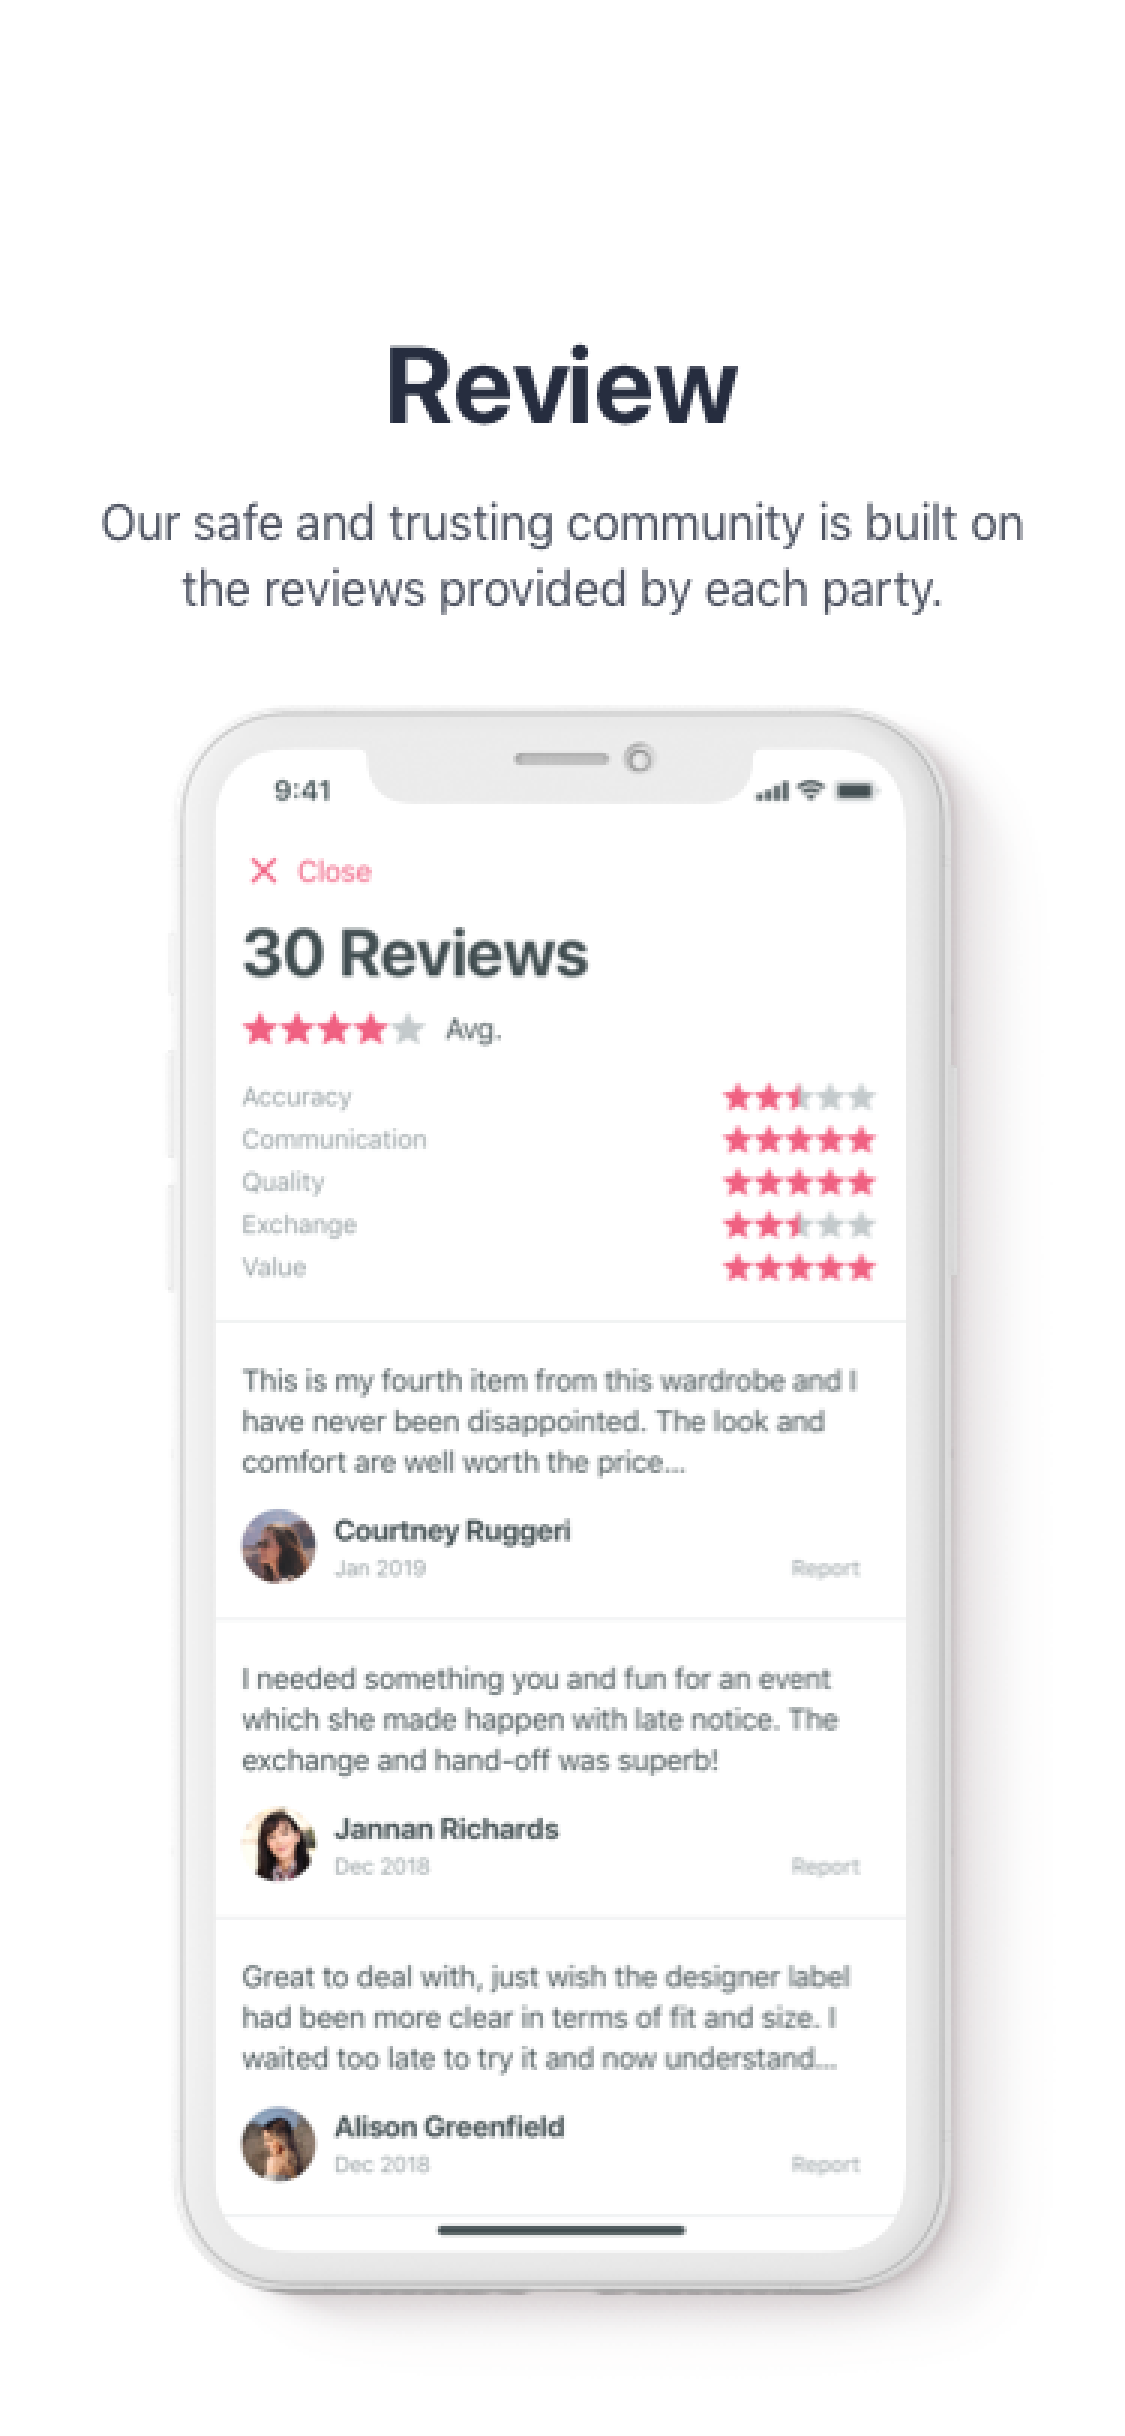 Review
Our safe and trusting community is built on
the reviews provided by each party.
9:41
Close
30 Reviews
Avg.
Accuracy
Communication
Quality
Exchange
Value
This is my fourth item from this wardrobe and I
have never been disappointed. The look and
comfort are well worth the price...
Courtney Ruggeri
Jan 2019 Report
I needed something you and fun for an event
which she made happen with late notice. The
exchange and hand-off was superb!
Jannan Richards
Dec 2018 Report
Great to deal with, just wish the designer label
had been more clear in terms of fit and size. I
waited too late to try it and now understand...
Alison Greenfield
Dec 2018 Report